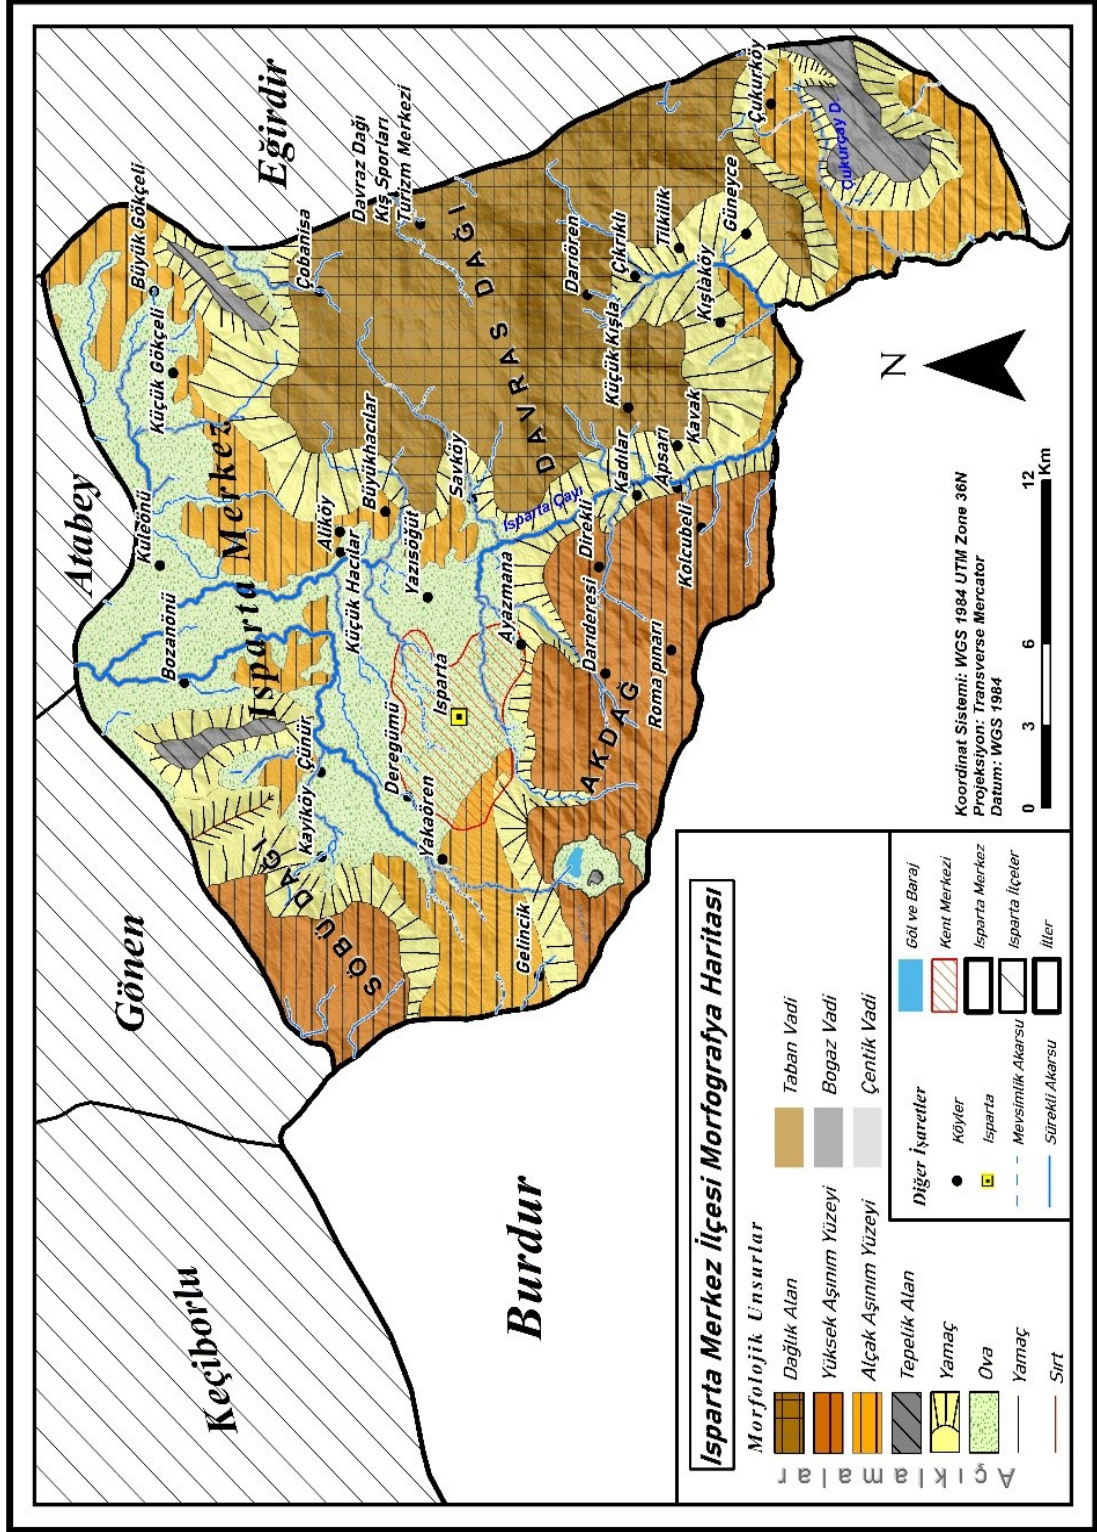 Keçiborlu
Gönen
Atabey
Eğirdir
Burdur
Isparta Merkez
Büyük Gökçeli
Küçük Gökçeli
Kuleönü
Bozanönü
Çobanisa
Davraz Dağı
Kış Sporları
Turizm Merkezi
Çukurköy
Çukurçay D.
Güneyce
Tilkilik
Çıkrıklı
Darıören
Küçük Kışla
Kışlaköy
DAVRAS DAĞI
Kavak
Apsarı
Kadılar
Isparta Çayı
Savköy
Büyükhacılar
Aliköy
Küçük Hacılar
Yazısöğüt
Ayazmana
Direkli
Kolcubeli
Darıderesi
Roma pınarı
AKDAĞ
Isparta
Deregümü
Çünür
Kayıköy
Yakaören
Gelincik
SÖBÜ DAĞI
N
0 3 6 12
Km
Koordinat Sistemi: WGS 1984 UTM Zone 36N
Projeksiyon: Transverse Mercator
Datum: WGS 1984
Isparta Merkez İlçesi Morfografya Haritası
Açıklamalar
Morfolojik Unsurlar
Dağlık Alan
Yüksek Aşınım Yüzeyi
Alçak Aşınım Yüzeyi
Tepelik Alan
Yamaç
Ova
Yamaç
Sırt
Taban Vadi
Bogaz Vadi
Çentik Vadi
Diğer İşaretler
Köyler
Isparta
Mevsimlik Akarsu
Sürekli Akarsu
Göl ve Baraj
Kent Merkezi
Isparta Merkez
Isparta İlçeler
İller